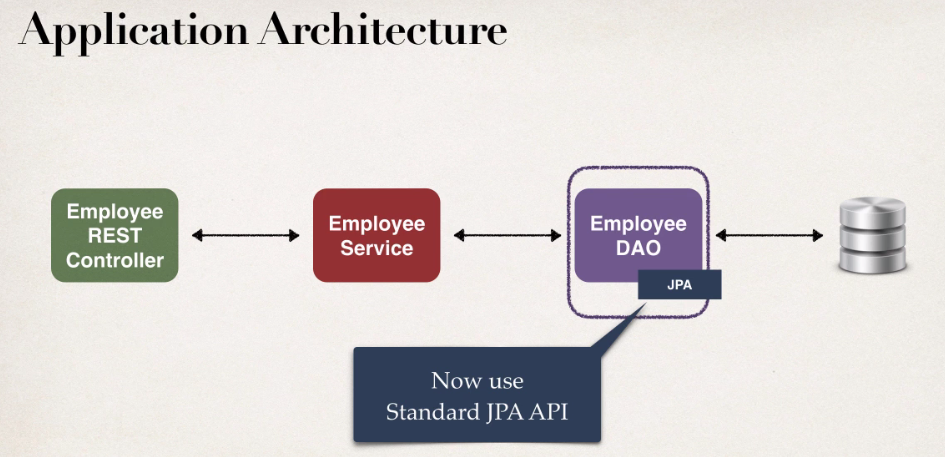 Application Architecture
Employee
REST
Controller
Employee
Service
Employee
DAO
JPA
Now use
Standard JPA API